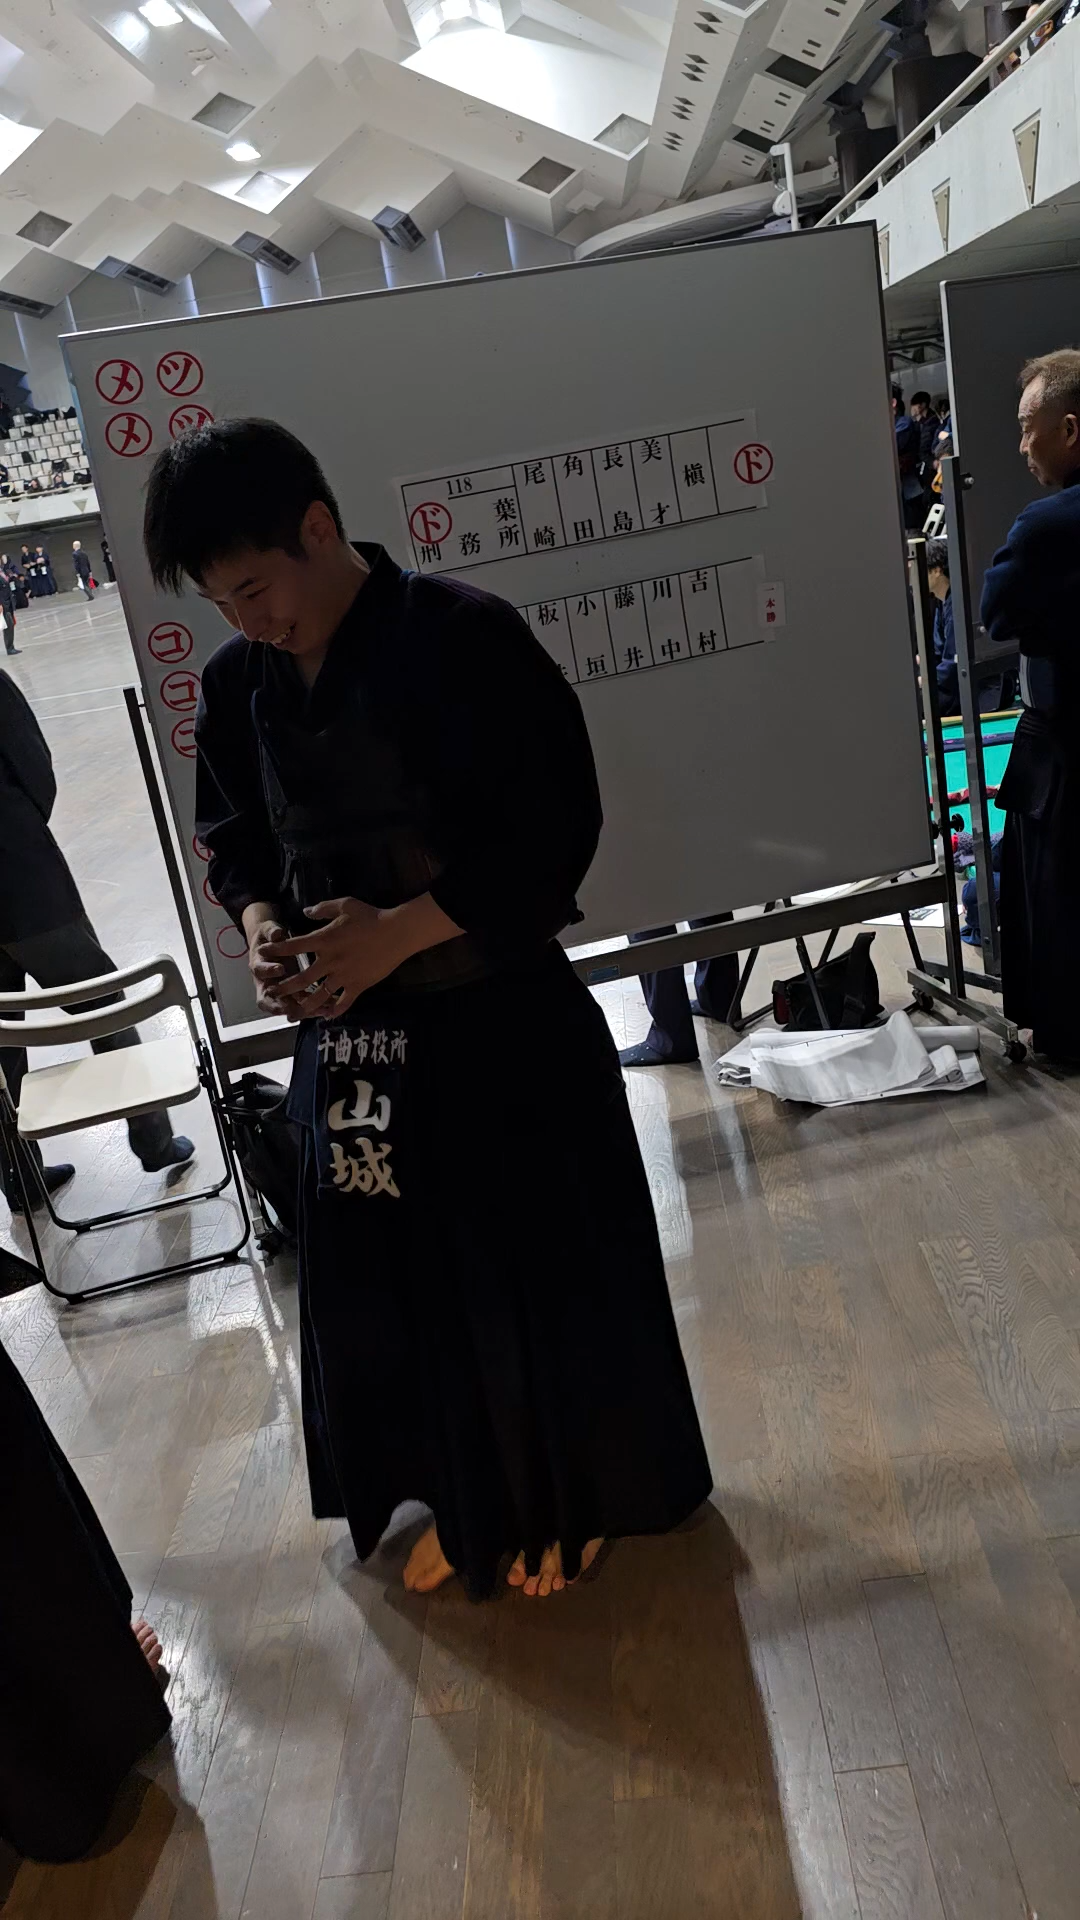 メ ツ
メ ツ
コ
コ
コ
118
葉
刑務所
尾崎
角田
長島
美才
槇
ド
ド
板
小垣
藤井
川中
吉村
一本勝
千曲市役所
山城